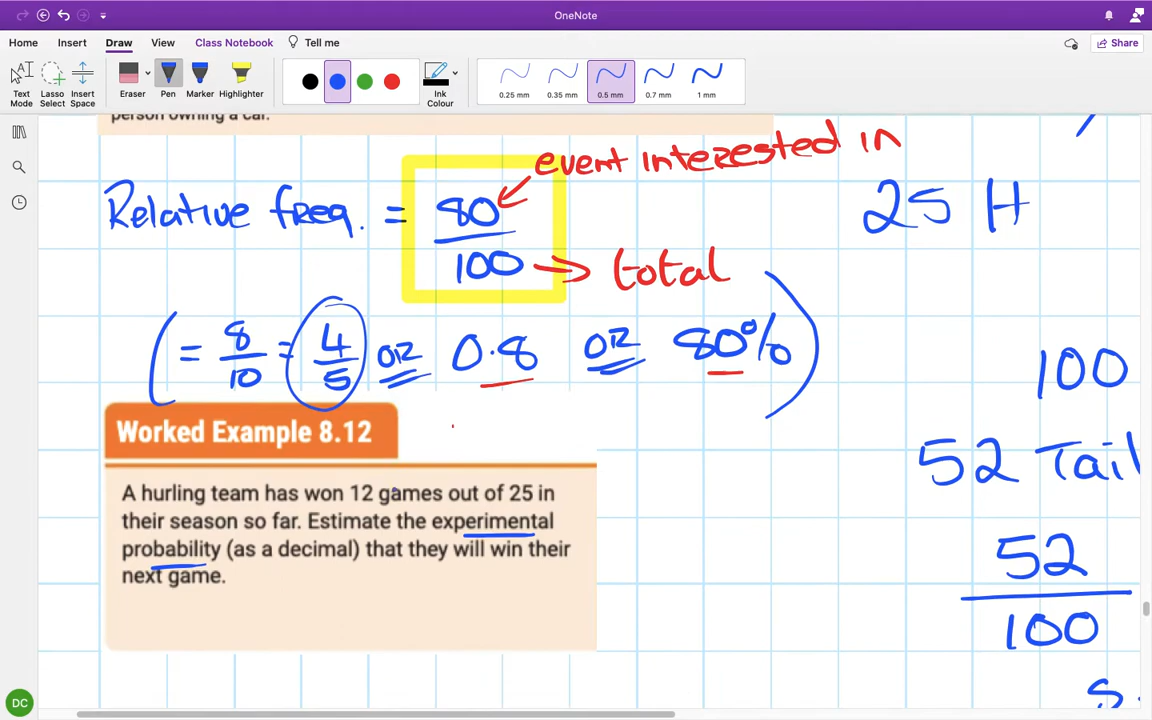 OneNote
Home Insert Draw View Class Notebook Tell me
Share
Text Mode
Lasso Select
Insert Space
Eraser
Pen
Marker
Highlighter
Ink Colour
0.25 mm
0.35 mm
0.5 mm
0.7 mm
1 mm
person owning a car.
event interested in
Relative freq. = 80
100 → total
25 H
( = 8/10 = 4/5 OR 0.8 OR 80% )
100
52 Tail
52
100
Worked Example 8.12
A hurling team has won 12 games out of 25 in
their season so far. Estimate the experimental
probability (as a decimal) that they will win their
next game.
DC